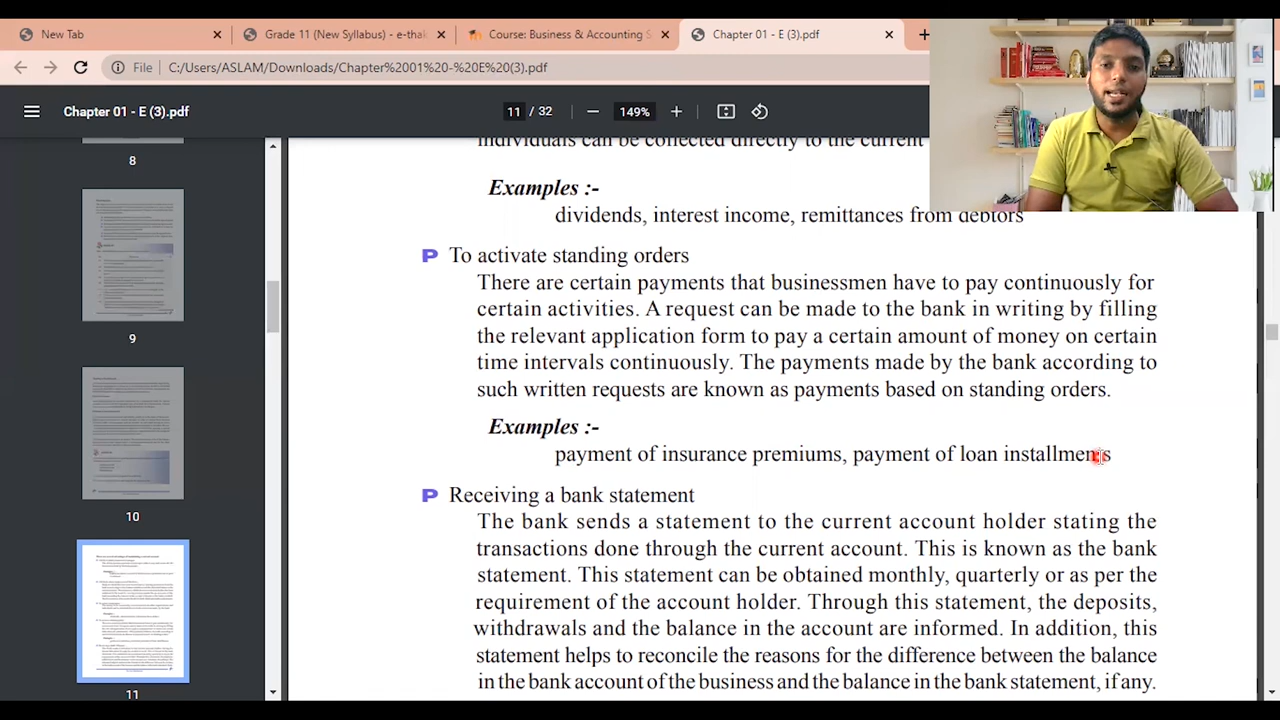 New Tab
Grade 11 (New Syllabus) - e-tha
Course: Business & Accounting S
Chapter 01 - E (3).pdf
File | C:/Users/ASLAM/Download
hapter%2001%20-%20E%20(3).pdf
Chapter 01 - E (3).pdf
11 / 32
149%
8
9
10
11
individuals can be collected directly to the current
Examples :-
dividends, interest income, remittances from debtors
P To activate standing orders
There are certain payments that businessmen have to pay continuously for
certain activities. A request can be made to the bank in writing by filling
the relevant application form to pay a certain amount of money on certain
time intervals continuously. The payments made by the bank according to
such written requests are known as payments based on standing orders.
Examples :-
payment of insurance premiums, payment of loan installments
P Receiving a bank statement
The bank sends a statement to the current account holder stating the
transactions done through the current account. This is known as the bank
statement. This statement can be obtained monthly, quarterly or as per the
requirement of the account holder. Through this statement, the deposits,
withdrawals and the balance in the account are informed. In addition, this
statement helps to reconcile the reasons for the difference between the balance
in the bank account of the business and the balance in the bank statement, if any.